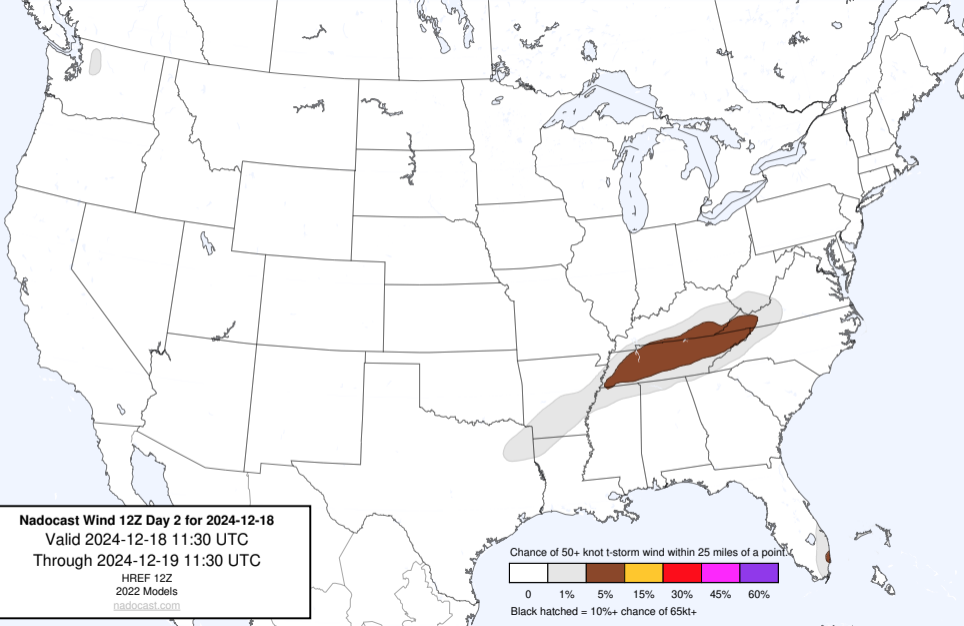 Nadocast Wind 12Z Day 2 for 2024-12-18
Valid 2024-12-18 11:30 UTC
Through 2024-12-19 11:30 UTC
HREF 12Z
2022 Models
nadocast.com
Chance of 50+ knot t-storm wind within 25 miles of a point.
0 1% 5% 15% 30% 45% 60%
Black hatched = 10%+ chance of 65kt+